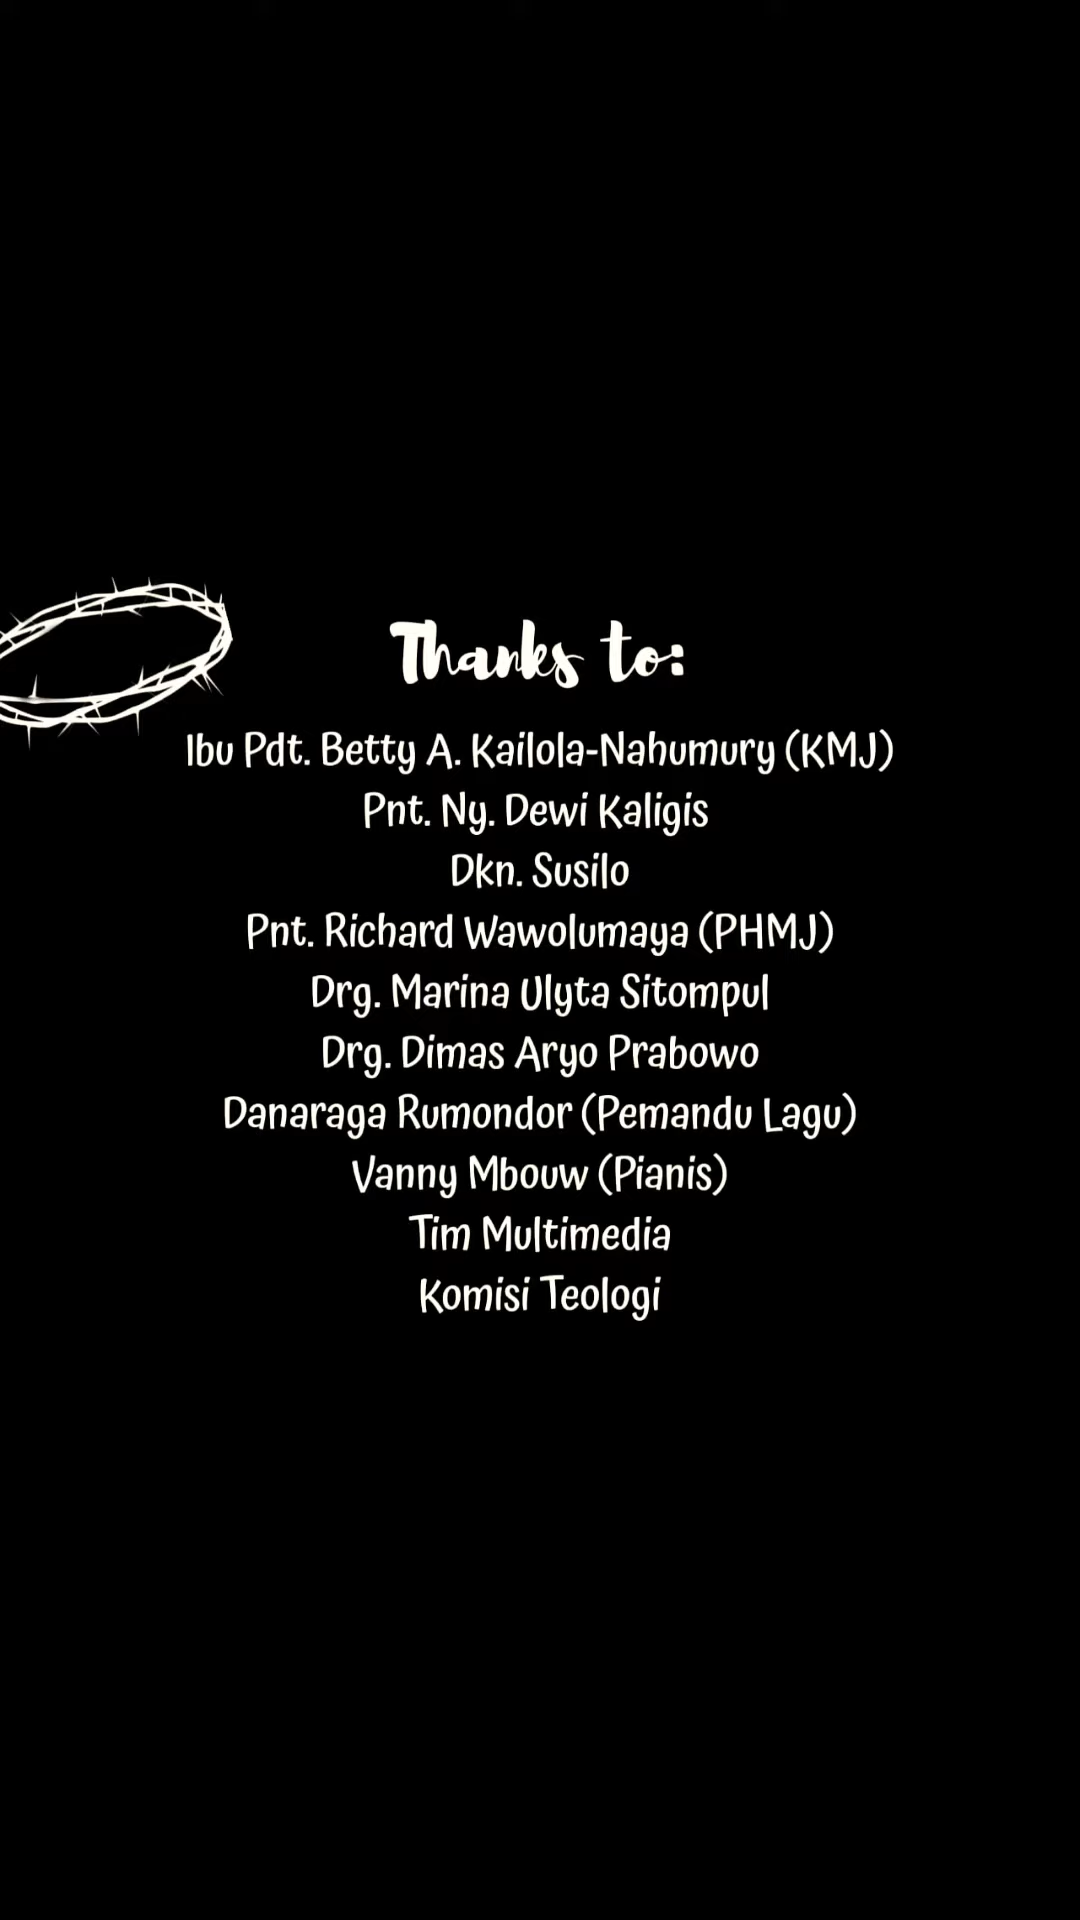 Thanks to:
Ibu Pdt. Betty A. Kailola-Nahumury (KMJ)
Pnt. Ny. Dewi Kaligis
Dkn. Susilo
Pnt. Richard Wawolumaya (PHMJ)
Drg. Marina Ulyta Sitompul
Drg. Dimas Aryo Prabowo
Danaraga Rumondor (Pemandu Lagu)
Vanny Mbouw (Pianis)
Tim Multimedia
Komisi Teologi